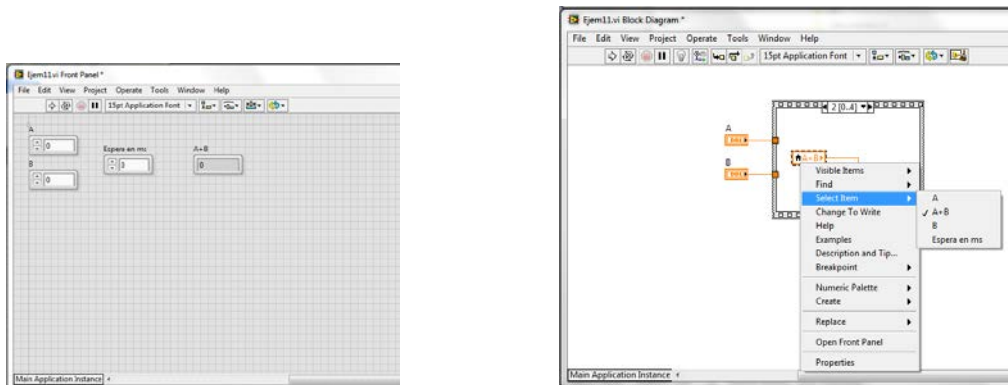 Ejem11.vi Front Panel *
File Edit View Project Operate Tools Window Help
15pt Application Font
A
0
Espera en ms
A+B
3
0
B
0
Main Application Instance
Ejem11.vi Block Diagram *
File Edit View Project Operate Tools Window Help
15pt Application Font
2 [0..4]
A
B
A+B
Visible Items
Find
Select Item
Change To Write
Help
Examples
Description and Tip...
Breakpoint
Numeric Palette
Create
Replace
Open Front Panel
Properties
A
✓ A+B
B
Espera en ms
Main Application Instance